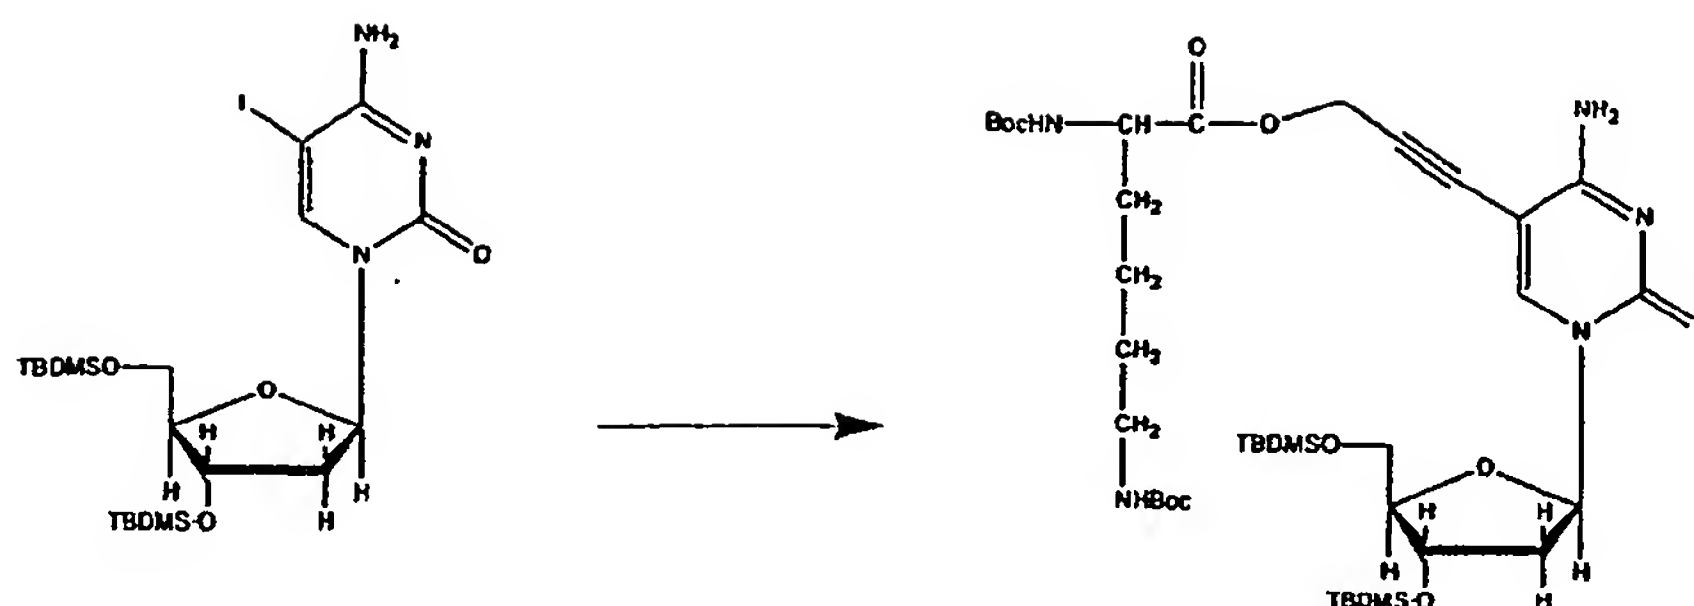 NH₂
I
N
N
O
TBDMSO
O
H
H
H
H
H
TBDMS-O
O
BocHN
CH
C
O
CH₂
CH₂
CH₂
CH₂
NHBoc
NH₂
N
N
TBDMSO
O
H
H
H
H
H
TBDMS-O